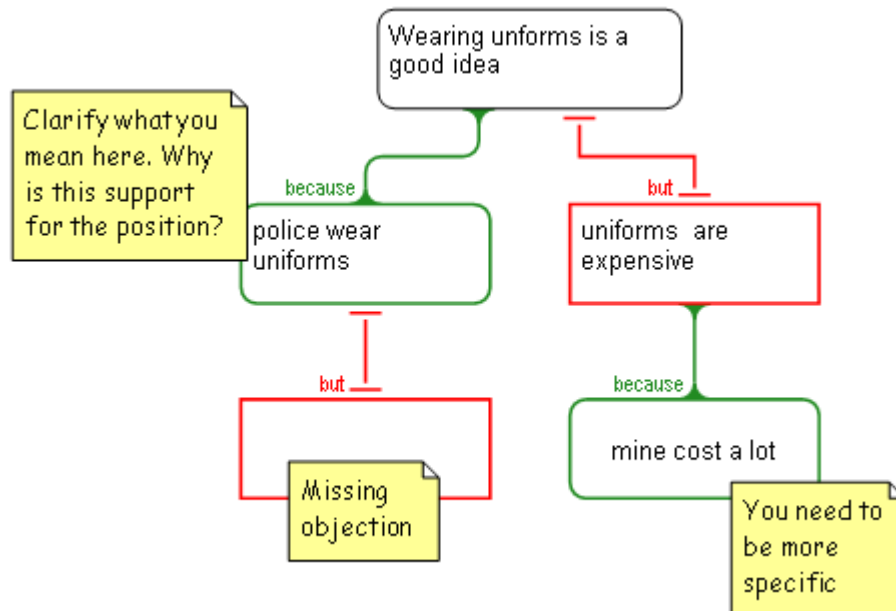 Wearing unforms is a
good idea
Clarify what you
mean here. Why
is this support
for the position?
because
but
police wear
uniforms
uniforms are
expensive
but
because
Missing
objection
mine cost a lot
You need to
be more
specific